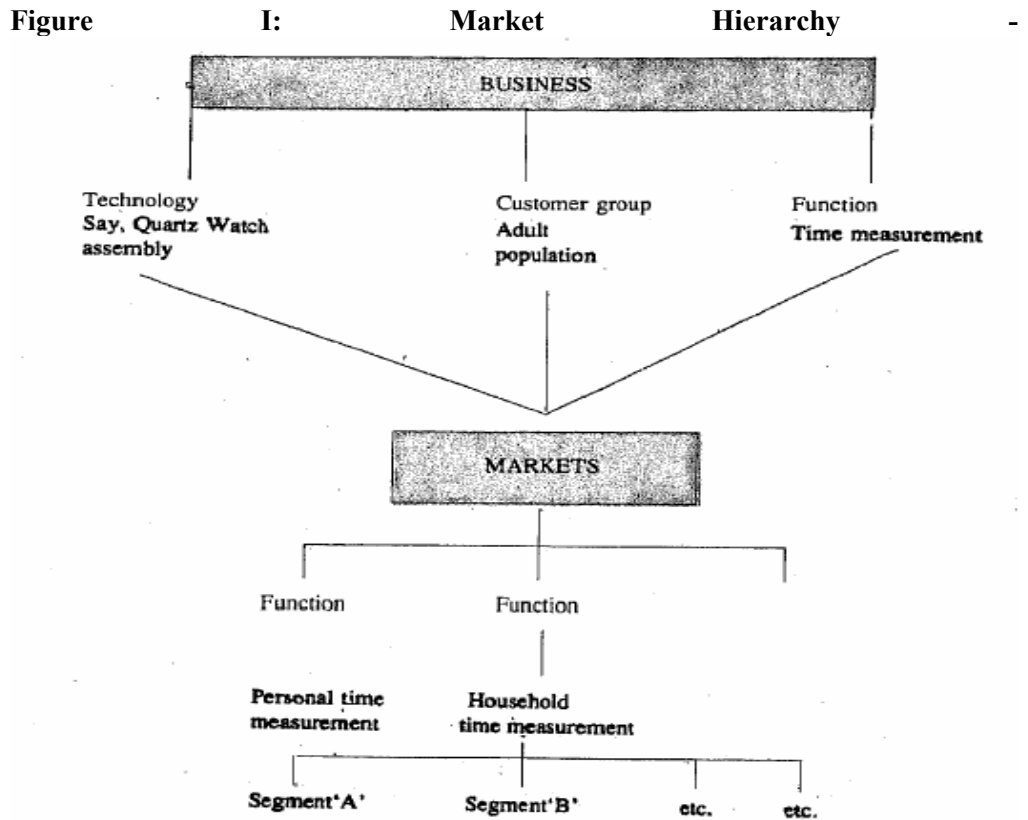 Figure I: Market Hierarchy -
BUSINESS
Technology
Say, Quartz Watch
assembly
Customer group
Adult
population
Function
Time measurement
MARKETS
Function
Function
Personal time
measurement
Household
time measurement
Segment'A'
Segment'B'
etc.
etc.